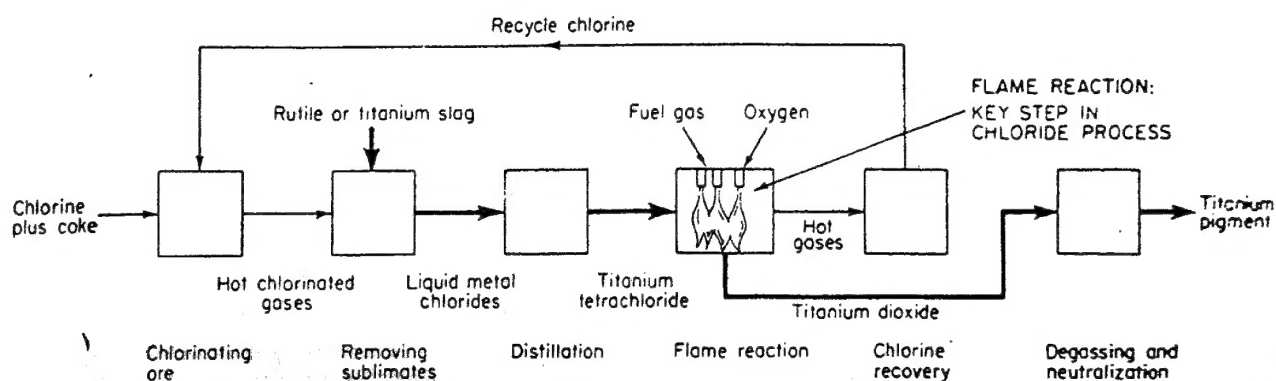 Recycle chlorine
FLAME REACTION:
KEY STEP IN
CHLORIDE PROCESS
Rutile or titanium slag
Fuel gas
Oxygen
Chlorine
plus coke
Hot chlorinated
gases
Liquid metal
chlorides
Titanium
tetrachloride
Hot
gases
Titanium dioxide
Titanium
pigment
Chlorinating
ore
Removing
sublimates
Distillation
Flame reaction
Chlorine
recovery
Degassing and
neutralization